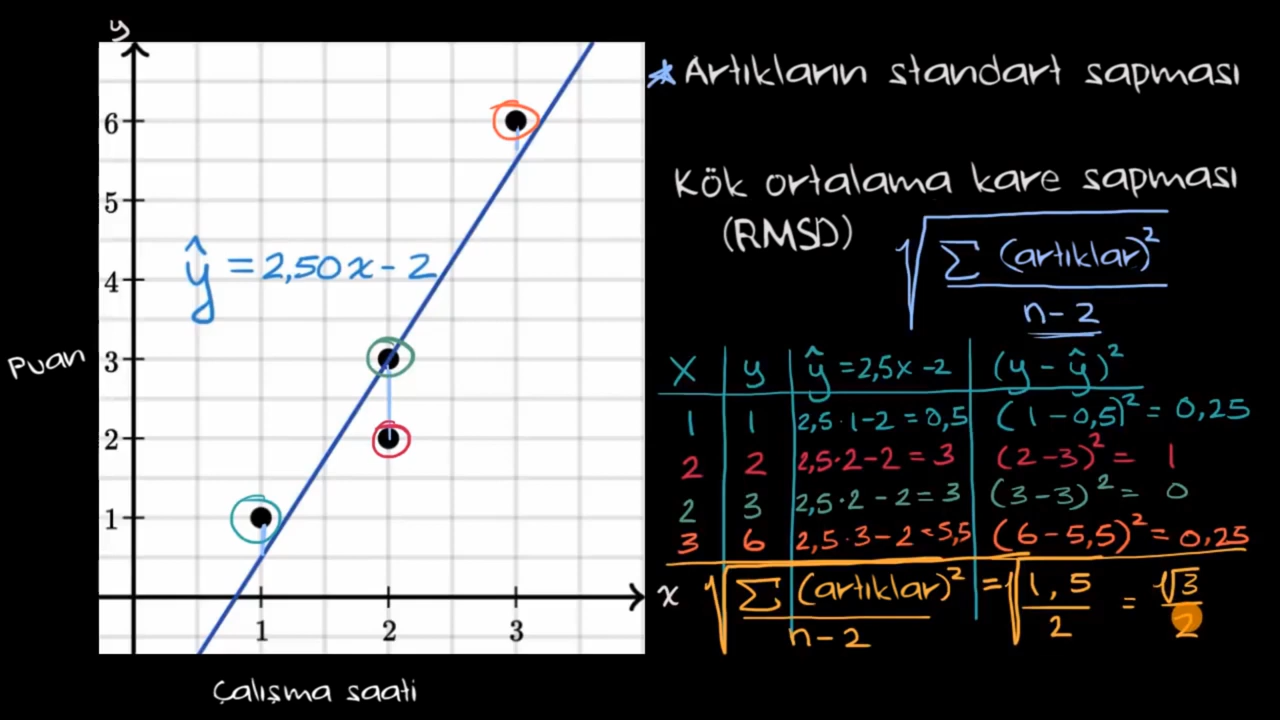 y
6
5
4
3
2
1
1 2 3
ŷ = 2,50x - 2
Puan
Çalışma saati
* Artıkların standart sapması
Kök ortalama kare sapması
(RMSD)
√ Σ (artıklar)²
n - 2
x y ŷ = 2,5x - 2 (y - ŷ)²
1 1 2,5 · 1 - 2 = 0,5 (1 - 0,5)² = 0,25
2 2 2,5 · 2 - 2 = 3 (2 - 3)² = 1
2 3 2,5 · 2 - 2 = 3 (3 - 3)² = 0
3 6 2,5 · 3 - 2 = 5,5 (6 - 5,5)² = 0,25
x √ Σ (artıklar)² = √ 1,5 = √3
n - 2 2 2